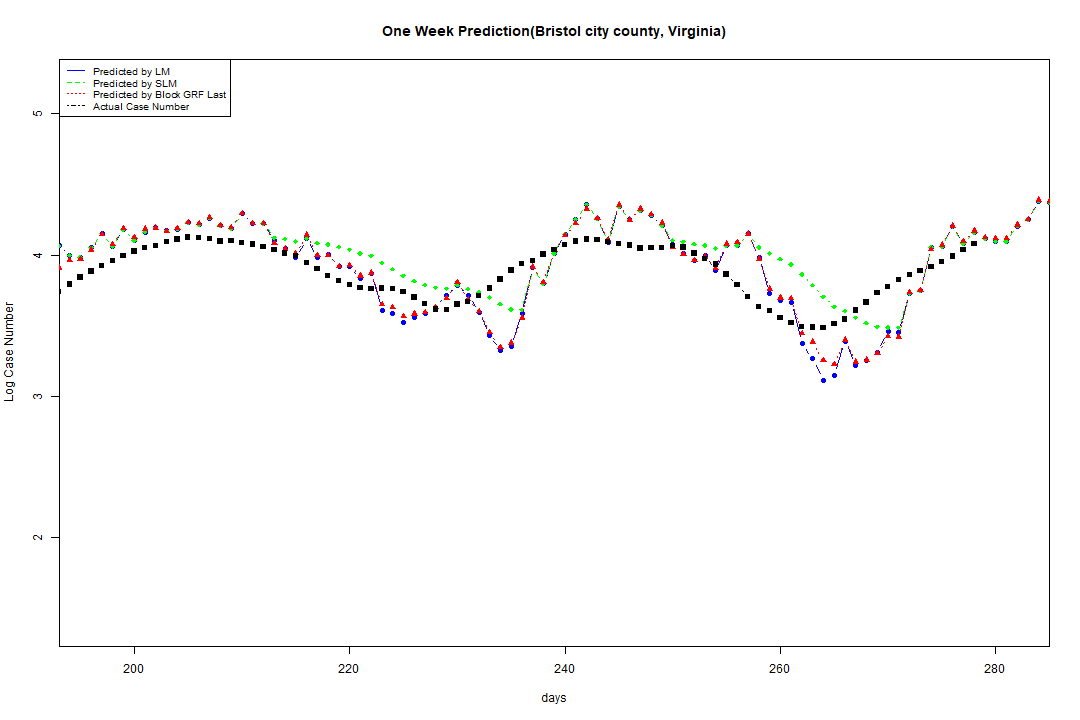 One Week Prediction(Bristol city county, Virginia)
Predicted by LM
Predicted by SLM
Predicted by Block GRF Last
Actual Case Number
5
4
3
2
Log Case Number
200 220 240 260 280
days